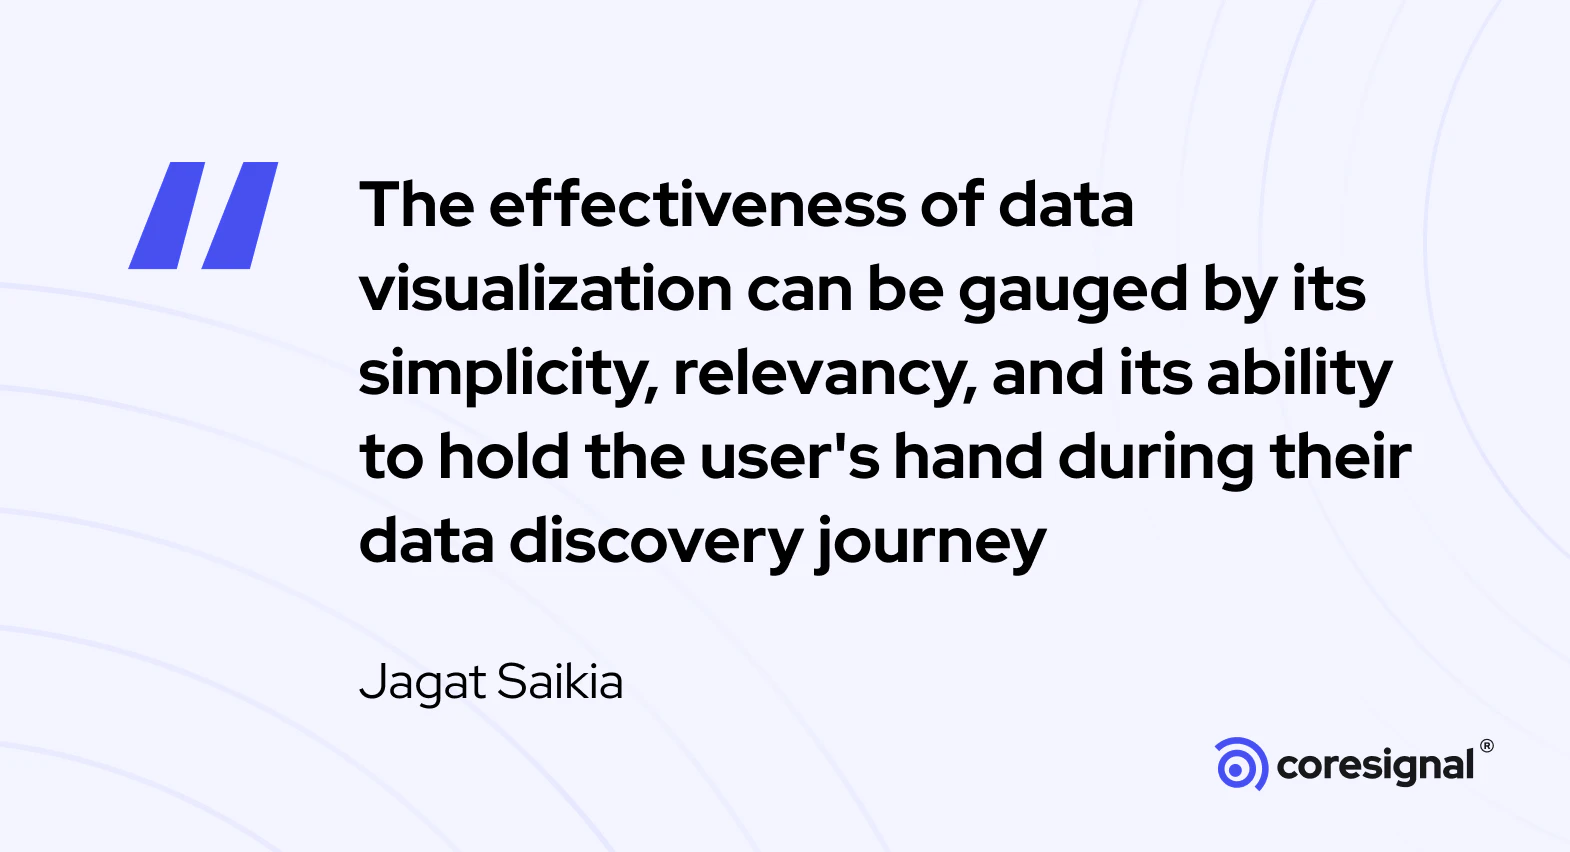 The effectiveness of data
visualization can be gauged by its
simplicity, relevancy, and its ability
to hold the user's hand during their
data discovery journey
Jagat Saikia
coresignal®